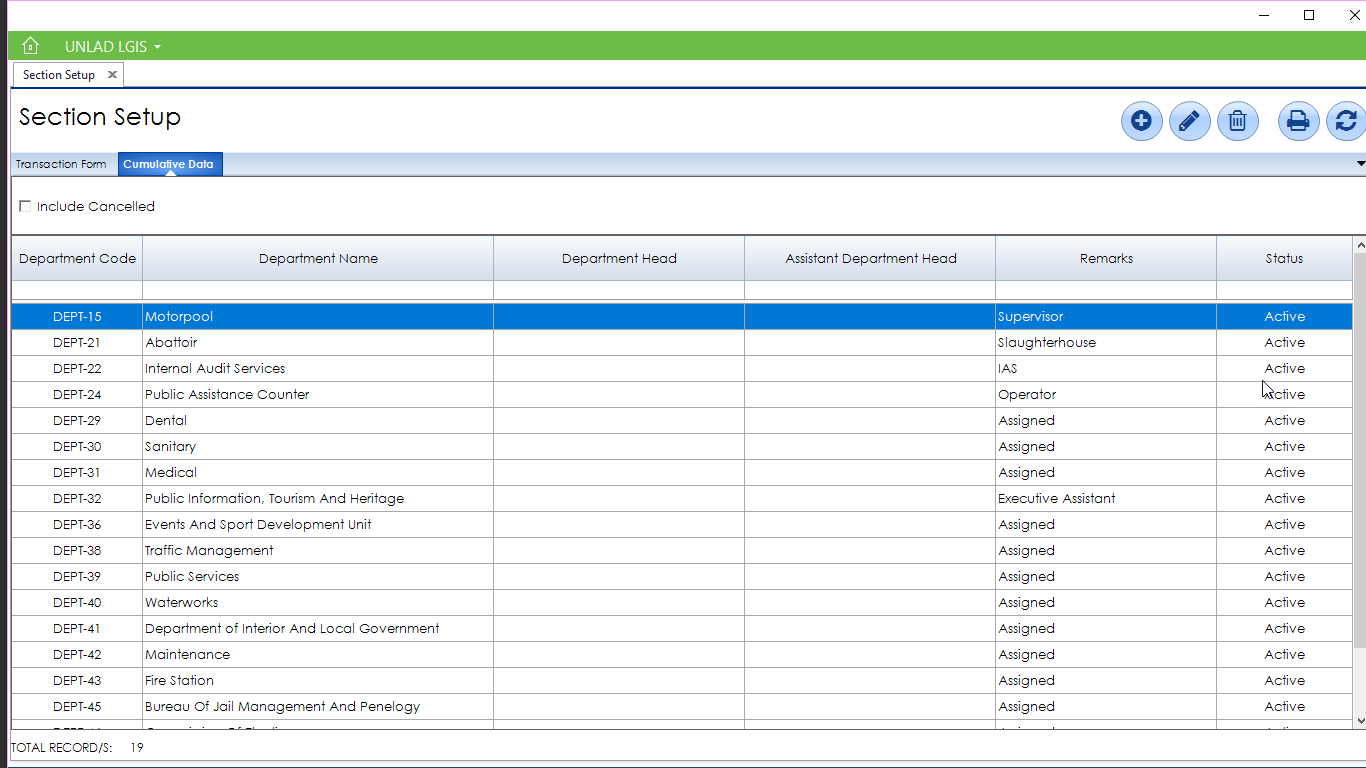 UNLAD LGIS
Section Setup
Section Setup
Transaction Form Cumulative Data
Include Cancelled
Department Code Department Name Department Head Assistant Department Head Remarks Status
DEPT-15 Motorpool Supervisor Active
DEPT-21 Abattoir Slaughterhouse Active
DEPT-22 Internal Audit Services IAS Active
DEPT-24 Public Assistance Counter Operator Active
DEPT-29 Dental Assigned Active
DEPT-30 Sanitary Assigned Active
DEPT-31 Medical Assigned Active
DEPT-32 Public Information, Tourism And Heritage Executive Assistant Active
DEPT-36 Events And Sport Development Unit Assigned Active
DEPT-38 Traffic Management Assigned Active
DEPT-39 Public Services Assigned Active
DEPT-40 Waterworks Assigned Active
DEPT-41 Department of Interior And Local Government Assigned Active
DEPT-42 Maintenance Assigned Active
DEPT-43 Fire Station Assigned Active
DEPT-45 Bureau Of Jail Management And Penelogy Assigned Active
TOTAL RECORD/S: 19